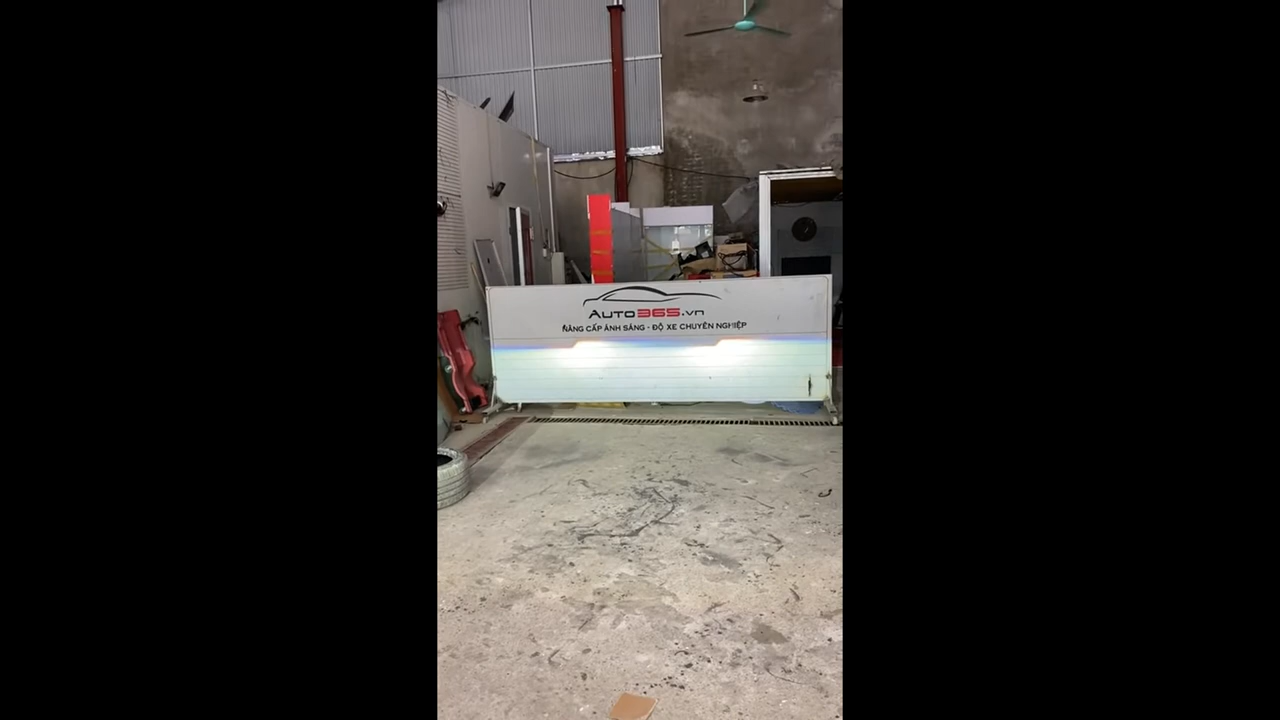 AUTO365.vn
NÂNG CẤP ÁNH SÁNG - ĐỘ XE CHUYÊN NGHIỆP